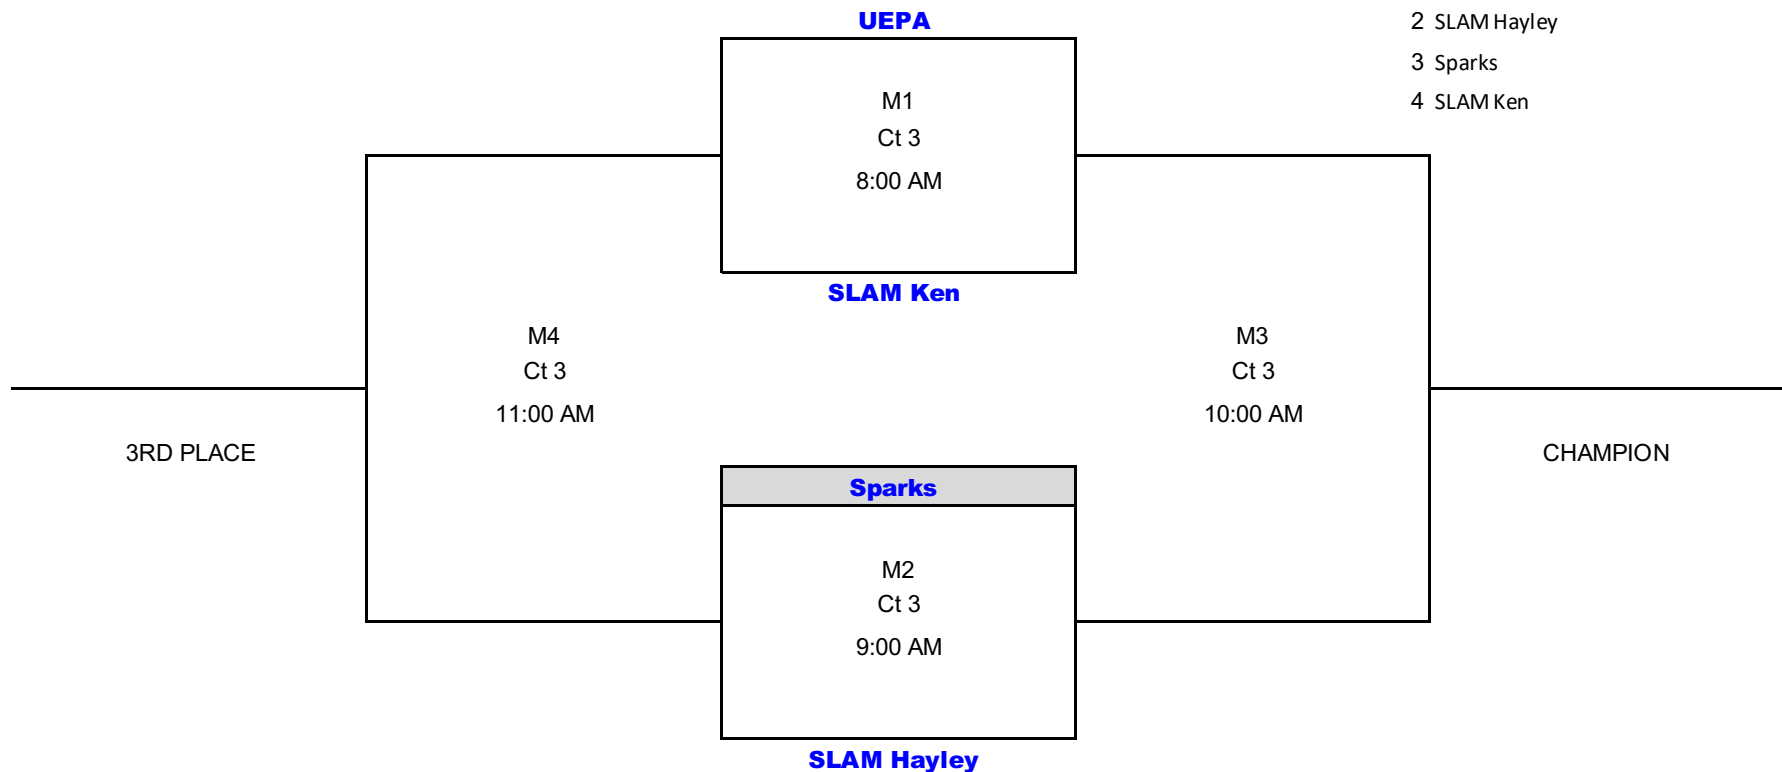 UEPA
2 SLAM Hayley
3 Sparks
4 SLAM Ken
M1
Ct 3
8:00 AM
SLAM Ken
M4
Ct 3
11:00 AM
M3
Ct 3
10:00 AM
3RD PLACE
CHAMPION
Sparks
M2
Ct 3
9:00 AM
SLAM Hayley